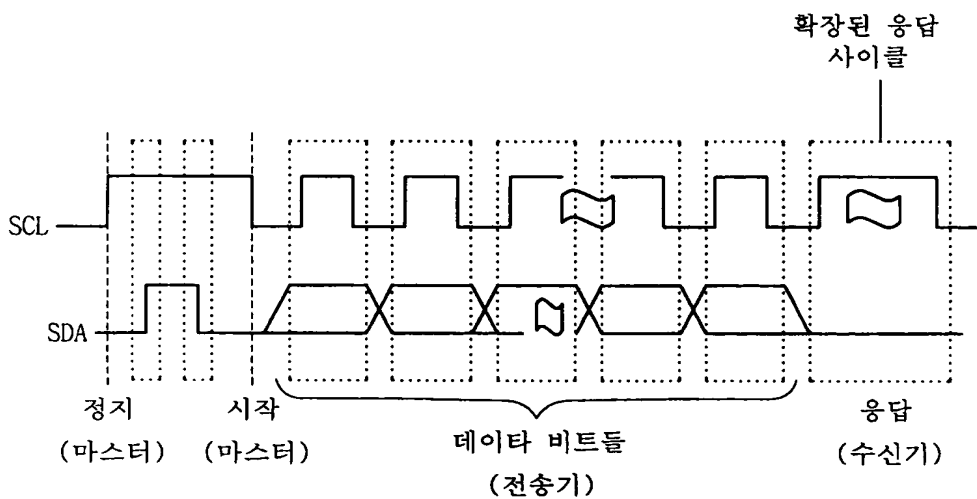 확장된 응답
사이클
SCL
SDA
정지
(마스터)
시작
(마스터)
데이타 비트들
(전송기)
응답
(수신기)